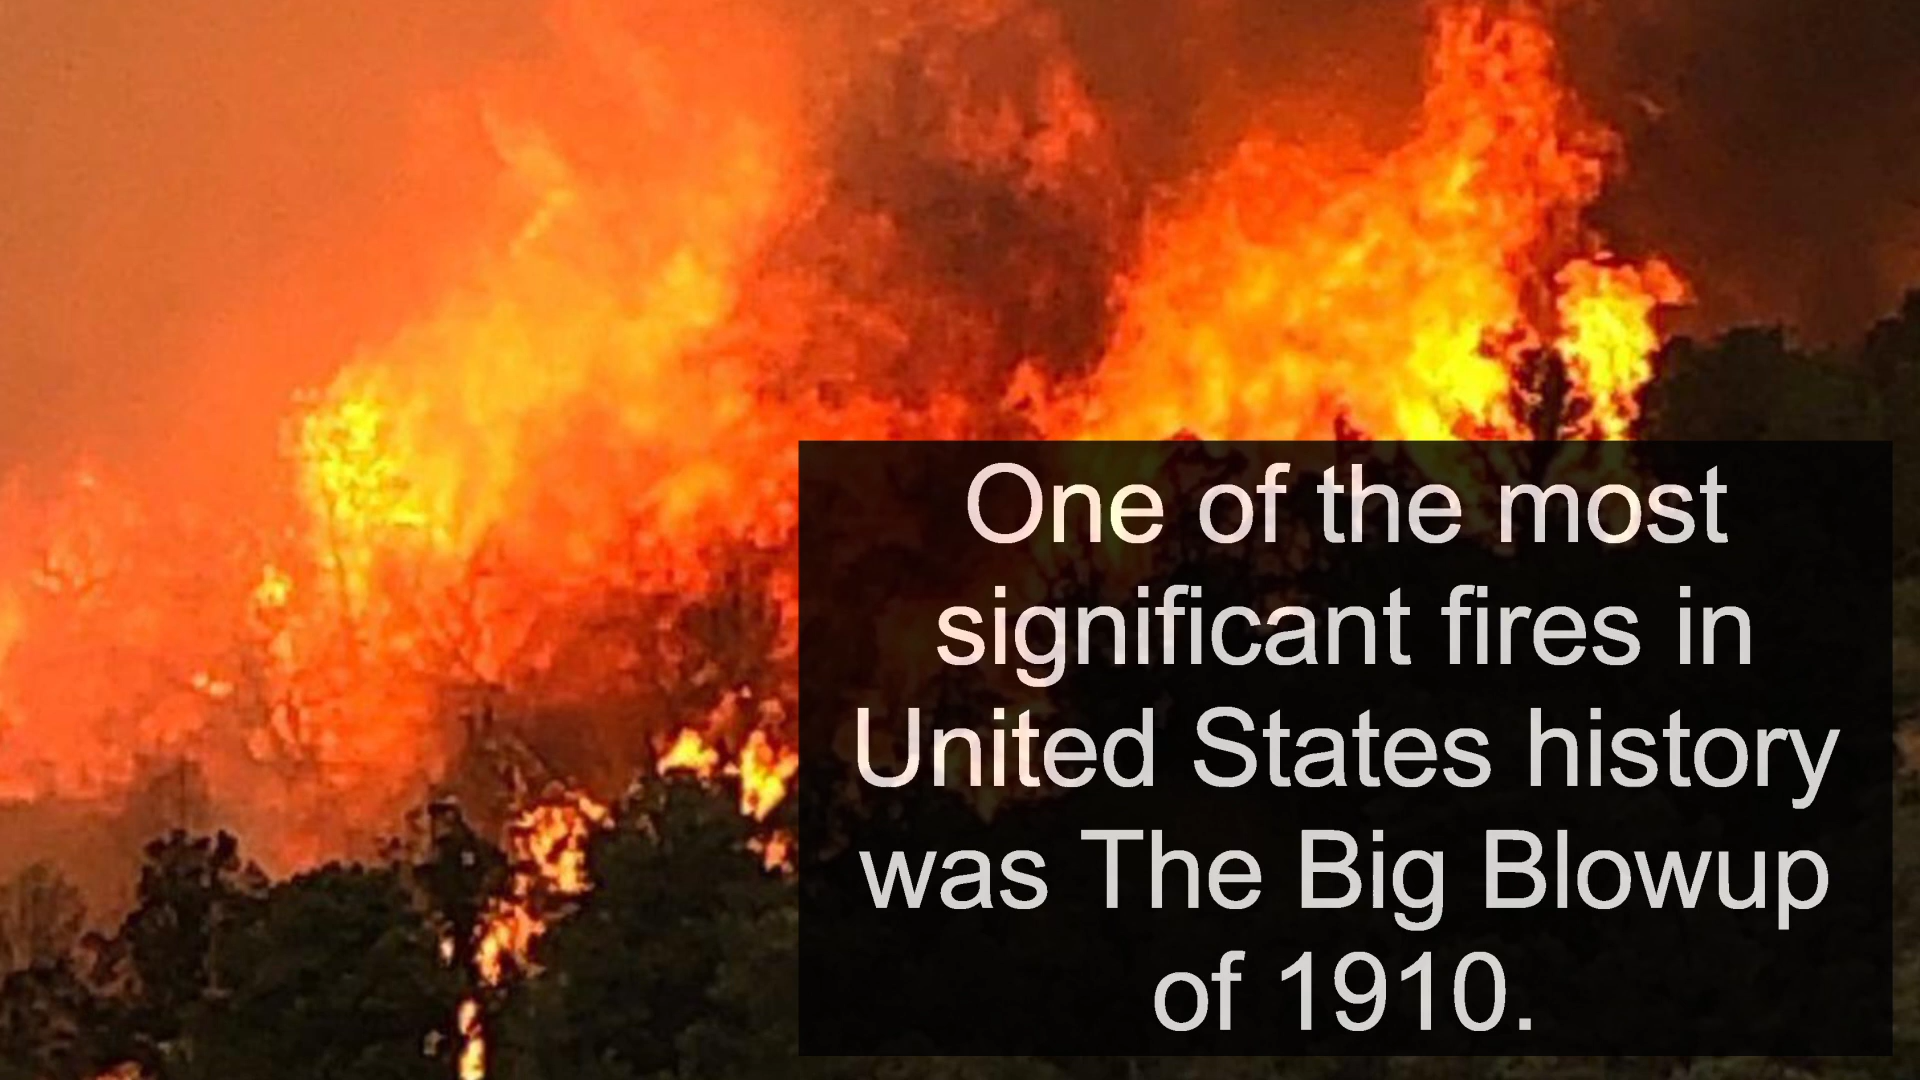 One of the most
significant fires in
United States history
was The Big Blowup
of 1910.